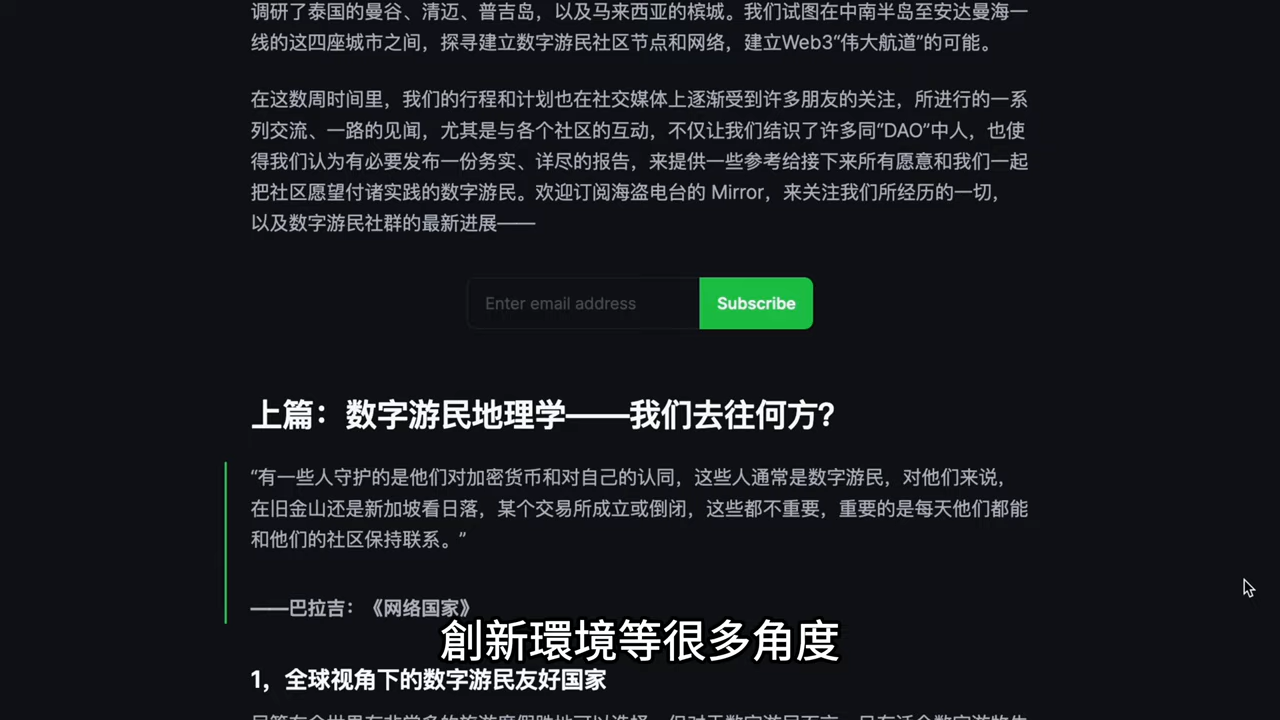 调研了泰国的曼谷、清迈、普吉岛，以及马来西亚的槟城。我们试图在中南半岛至安达曼海一
线的这四座城市之间，探寻建立数字游民社区节点和网络，建立Web3“伟大航道”的可能。
在这数周时间里，我们的行程和计划也在社交媒体上逐渐受到许多朋友的关注，所进行的一系
列交流、一路的见闻，尤其是与各个社区的互动，不仅让我们结识了许多同“DAO”中人，也使
得我们认为有必要发布一份务实、详尽的报告，来提供一些参考给接下来所有愿意和我们一起
把社区愿望付诸实践的数字游民。欢迎订阅海盗电台的 Mirror，来关注我们所经历的一切，
以及数字游民社群的最新进展——
Enter email address
Subscribe
上篇：数字游民地理学——我们去往何方？
“有一些人守护的是他们对加密货币和对自己的认同，这些人通常是数字游民，对他们来说，
在旧金山还是新加坡看日落，某个交易所成立或倒闭，这些都不重要，重要的是每天他们都能
和他们的社区保持联系。”
——巴拉吉：《网络国家》
創新環境等很多角度
1，全球视角下的数字游民友好国家